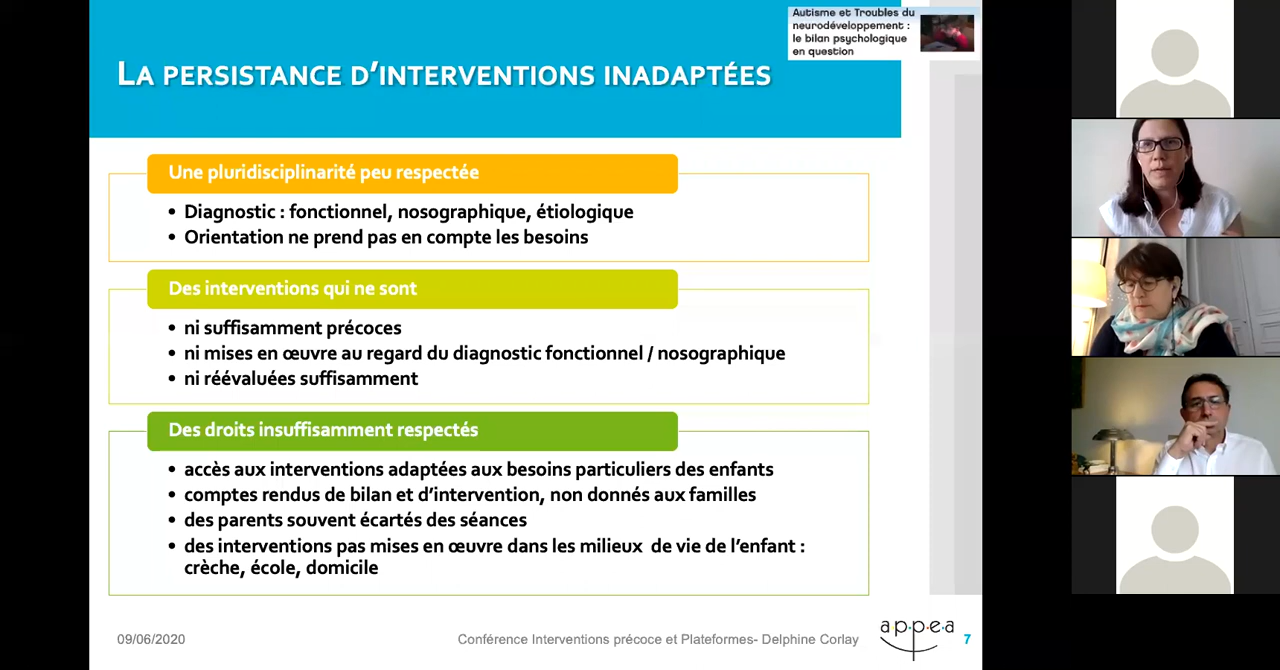 Autisme et Troubles du
neurodéveloppement :
le bilan psychologique
en question
LA PERSISTANCE D'INTERVENTIONS INADAPTÉES
Une pluridisciplinarité peu respectée
• Diagnostic : fonctionnel, nosographique, étiologique
• Orientation ne prend pas en compte les besoins
Des interventions qui ne sont
• ni suffisamment précoces
• ni mises en œuvre au regard du diagnostic fonctionnel / nosographique
• ni réévaluées suffisamment
Des droits insuffisamment respectés
• accès aux interventions adaptées aux besoins particuliers des enfants
• comptes rendus de bilan et d'intervention, non donnés aux familles
• des parents souvent écartés des séances
• des interventions pas mises en œuvre dans les milieux de vie de l'enfant :
crèche, école, domicile
09/06/2020
Conférence Interventions précoce et Plateformes- Delphine Corlay
a.p.p.e.a
7